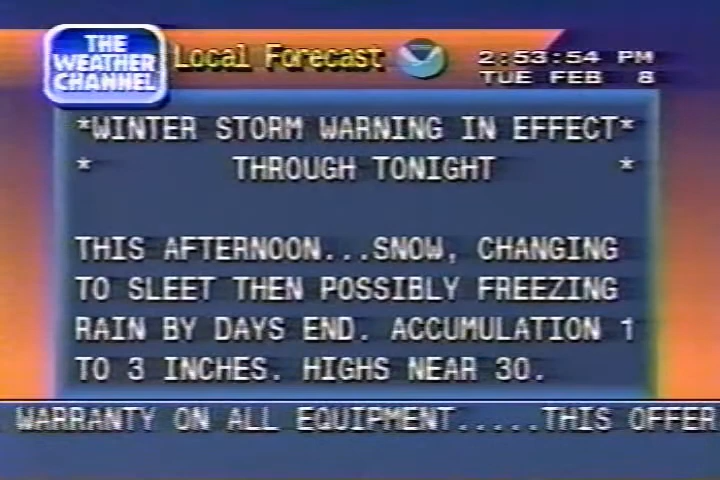 THE
WEATHER
CHANNEL
Local Forecast
2:53:54 PM
TUE FEB 8
*WINTER STORM WARNING IN EFFECT*
* THROUGH TONIGHT *
THIS AFTERNOON...SNOW, CHANGING
TO SLEET THEN POSSIBLY FREEZING
RAIN BY DAYS END. ACCUMULATION 1
TO 3 INCHES. HIGHS NEAR 30.
WARRANTY ON ALL EQUIPMENT.....THIS OFFER